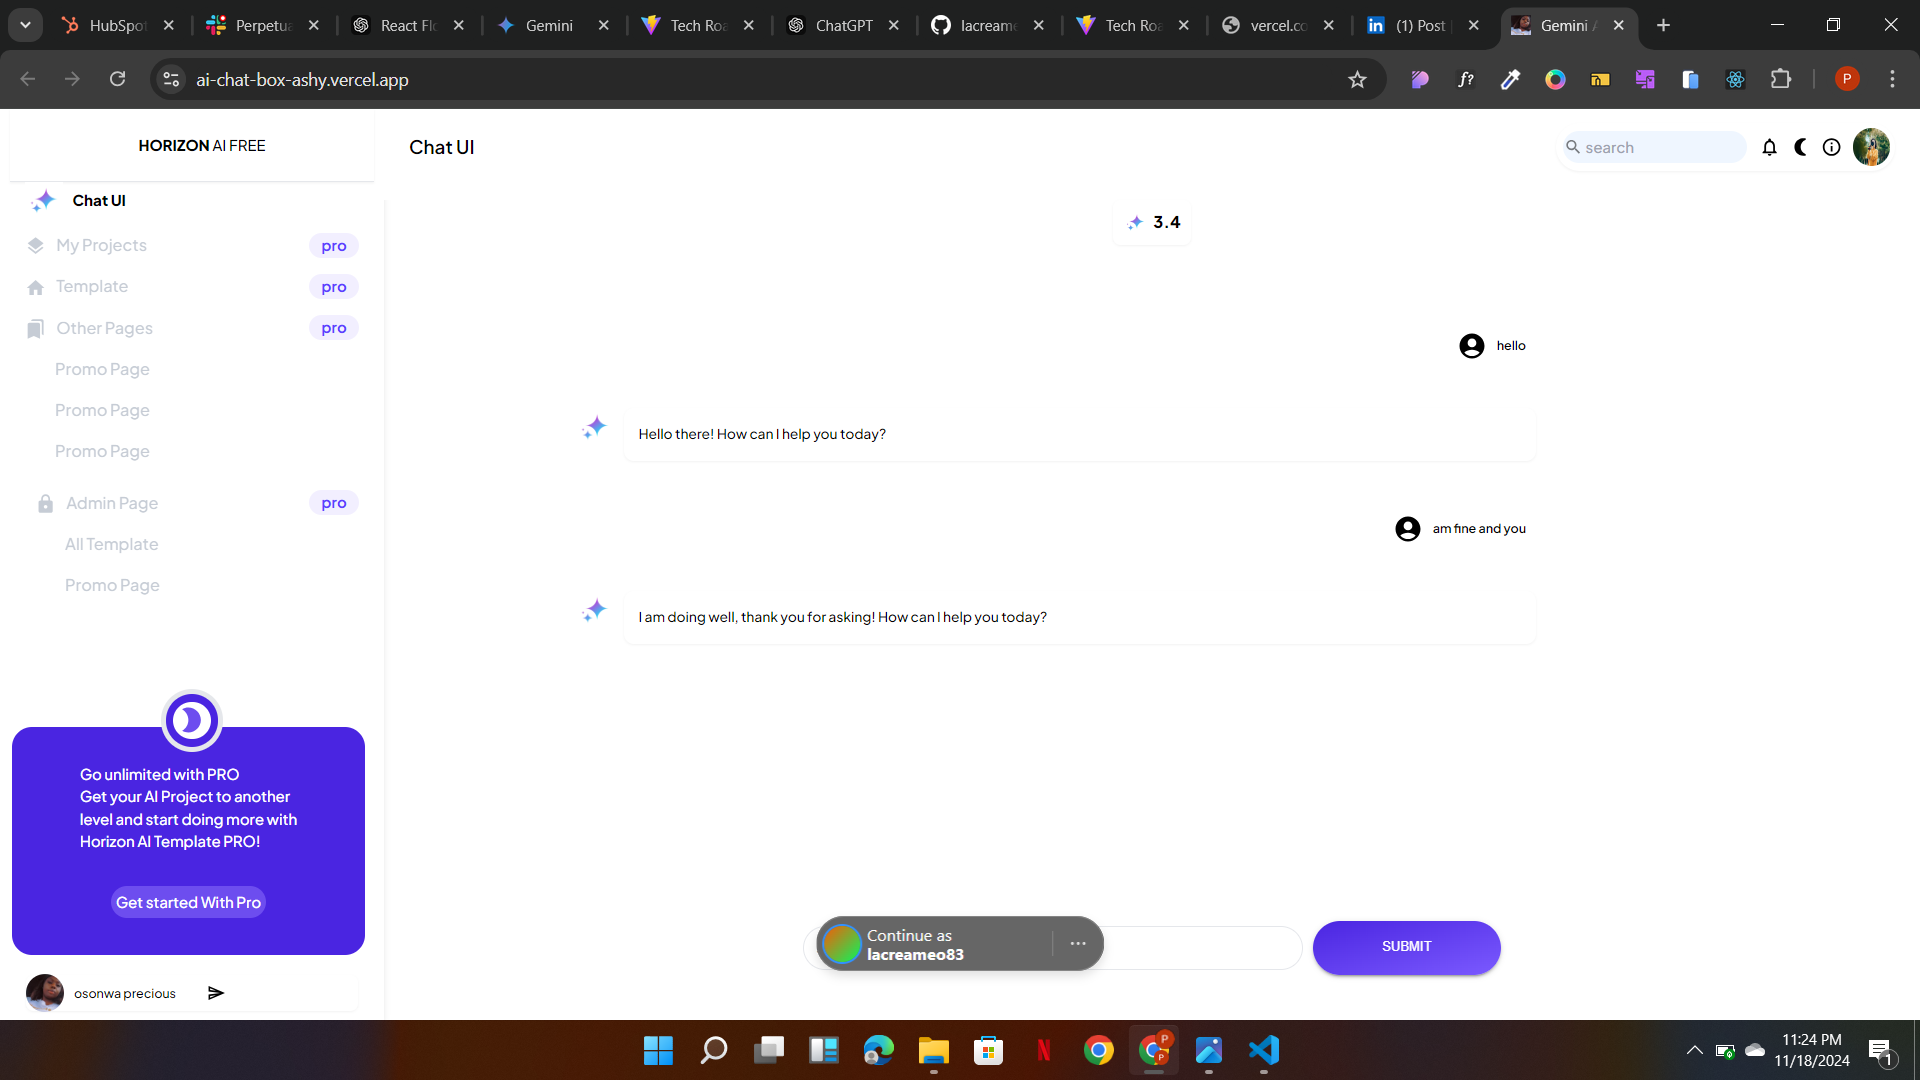 HubSpot
Perpetua
React Flo
Gemini
Tech Roa
ChatGPT
lacreame
Tech Roa
vercel.co
(1) Post
Gemini A
ai-chat-box-ashy.vercel.app
P
HORIZON AI FREE
Chat UI
search
Chat UI
3.4
My Projects
pro
Template
pro
Other Pages
pro
Promo Page
Promo Page
Promo Page
Admin Page
pro
All Template
Promo Page
hello
Hello there! How can I help you today?
am fine and you
I am doing well, thank you for asking! How can I help you today?
Go unlimited with PRO
Get your AI Project to another
level and start doing more with
Horizon AI Template PRO!
Get started With Pro
osonwa precious
Continue as
lacreameo83
SUBMIT
11:24 PM
11/18/2024
1